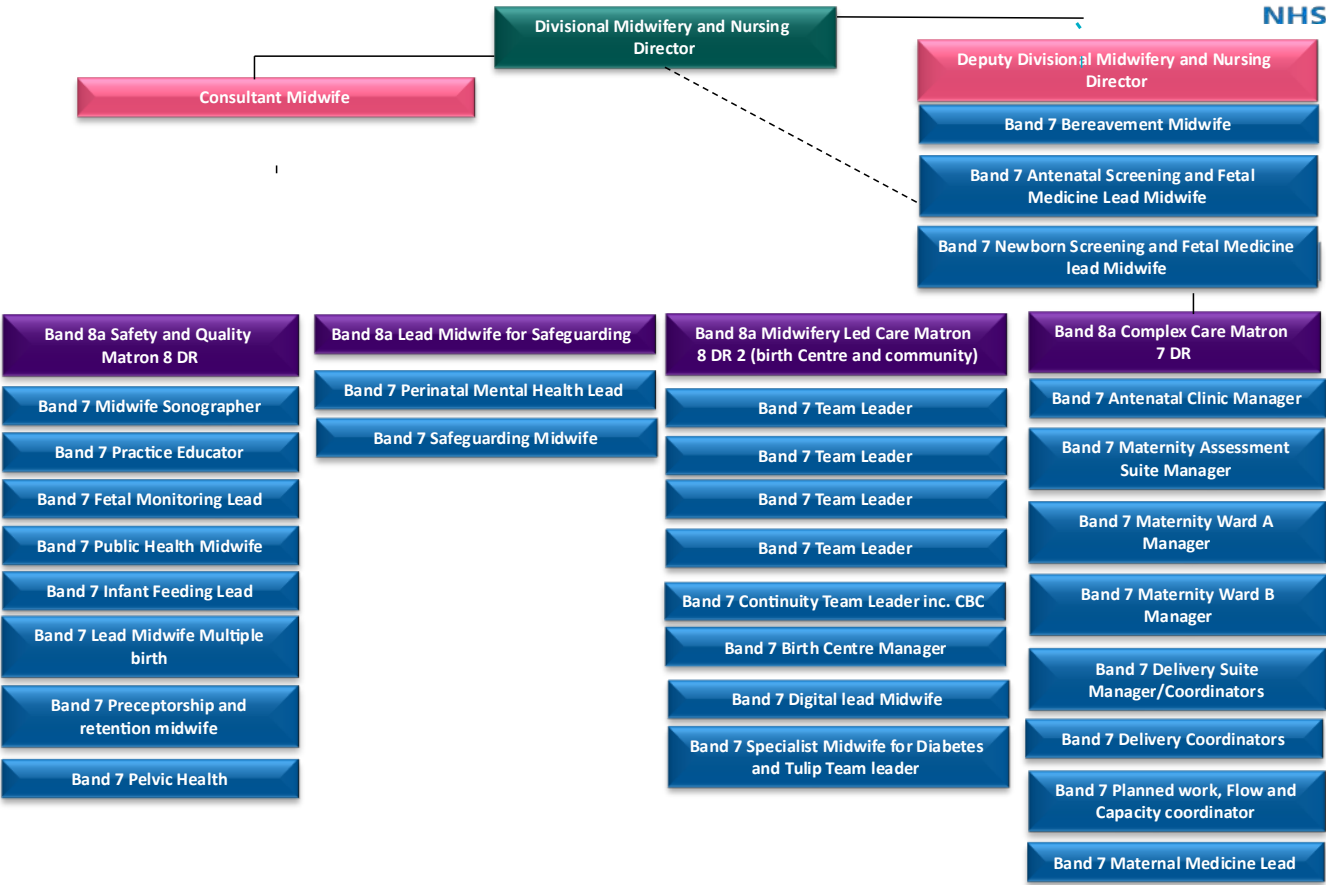 NHS
Divisional Midwifery and Nursing
Director
Consultant Midwife
Deputy Divisional Midwifery and Nursing
Director
Band 7 Bereavement Midwife
Band 7 Antenatal Screening and Fetal
Medicine Lead Midwife
Band 7 Newborn Screening and Fetal Medicine
lead Midwife
Band 8a Safety and Quality
Matron 8 DR
Band 7 Midwife Sonographer
Band 7 Practice Educator
Band 7 Fetal Monitoring Lead
Band 7 Public Health Midwife
Band 7 Infant Feeding Lead
Band 7 Lead Midwife Multiple
birth
Band 7 Preceptorship and
retention midwife
Band 7 Pelvic Health
Band 8a Lead Midwife for Safeguarding
Band 7 Perinatal Mental Health Lead
Band 7 Safeguarding Midwife
Band 8a Midwifery Led Care Matron
8 DR 2 (birth Centre and community)
Band 7 Team Leader
Band 7 Team Leader
Band 7 Team Leader
Band 7 Team Leader
Band 7 Continuity Team Leader inc. CBC
Band 7 Birth Centre Manager
Band 7 Digital lead Midwife
Band 7 Specialist Midwife for Diabetes
and Tulip Team leader
Band 8a Complex Care Matron
7 DR
Band 7 Antenatal Clinic Manager
Band 7 Maternity Assessment
Suite Manager
Band 7 Maternity Ward A
Manager
Band 7 Maternity Ward B
Manager
Band 7 Delivery Suite
Manager/Coordinators
Band 7 Delivery Coordinators
Band 7 Planned work, Flow and
Capacity coordinator
Band 7 Maternal Medicine Lead